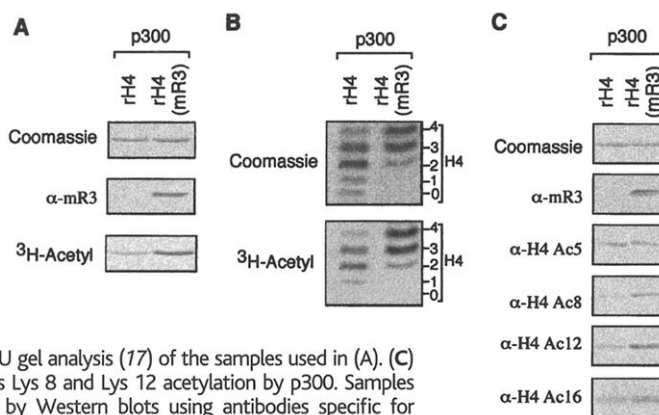 A
p300
rH4
rH4 (mR3)
Coomassie
α-mR3
³H-Acetyl
B
p300
rH4
rH4 (mR3)
Coomassie
4
3
2
1
0
H4
³H-Acetyl
4
3
2
1
0
H4
C
p300
rH4
rH4 (mR3)
Coomassie
α-mR3
α-H4 Ac5
α-H4 Ac8
α-H4 Ac12
α-H4 Ac16
U gel analysis (17) of the samples used in (A). (C)
s Lys 8 and Lys 12 acetylation by p300. Samples
by Western blots using antibodies specific for